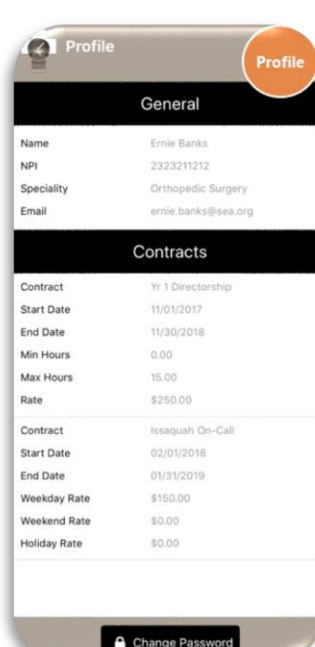 Profile
Profile
General
Name Ernie Banks
NPI 2323211212
Speciality Orthopedic Surgery
Email ernie.banks@sea.org
Contracts
Contract Yr 1 Directorship
Start Date 11/01/2017
End Date 11/30/2018
Min Hours 0.00
Max Hours 15.00
Rate $250.00
Contract Issaquah On-Call
Start Date 02/01/2018
End Date 01/31/2019
Weekday Rate $150.00
Weekend Rate $0.00
Holiday Rate $0.00
Change Password